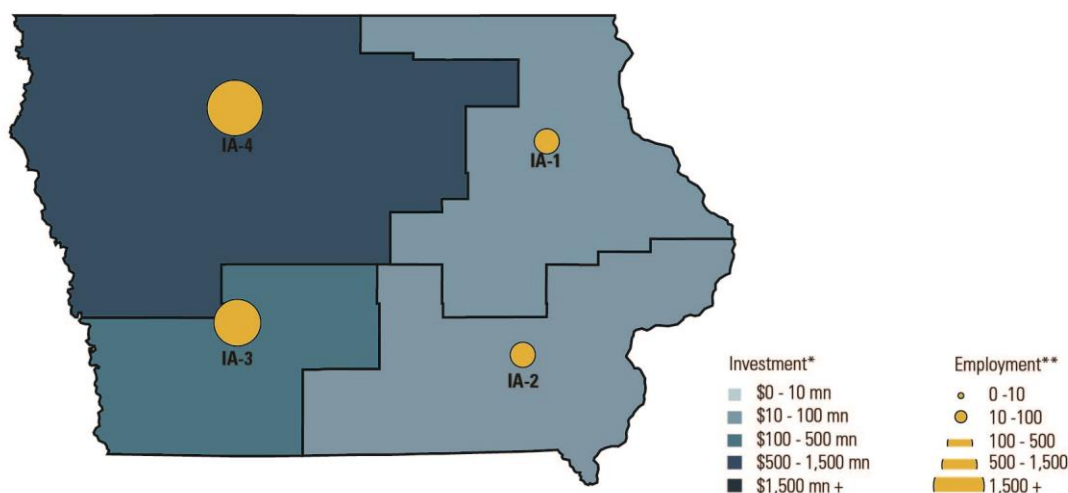 IA-4
IA-1
IA-3
IA-2
Investment*
$0 - 10 mn
$10 - 100 mn
$100 - 500 mn
$500 - 1,500 mn
$1,500 mn +
Employment**
0 -10
10 -100
100 - 500
500 - 1,500
1,500 +